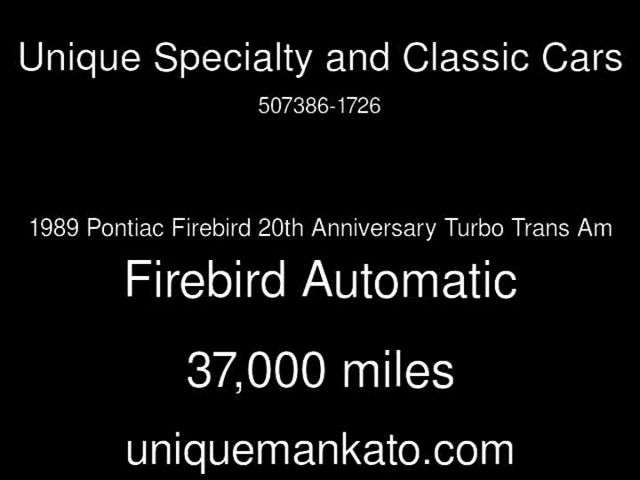 Unique Specialty and Classic Cars
507386-1726
1989 Pontiac Firebird 20th Anniversary Turbo Trans Am
Firebird Automatic
37,000 miles
uniquemankato.com